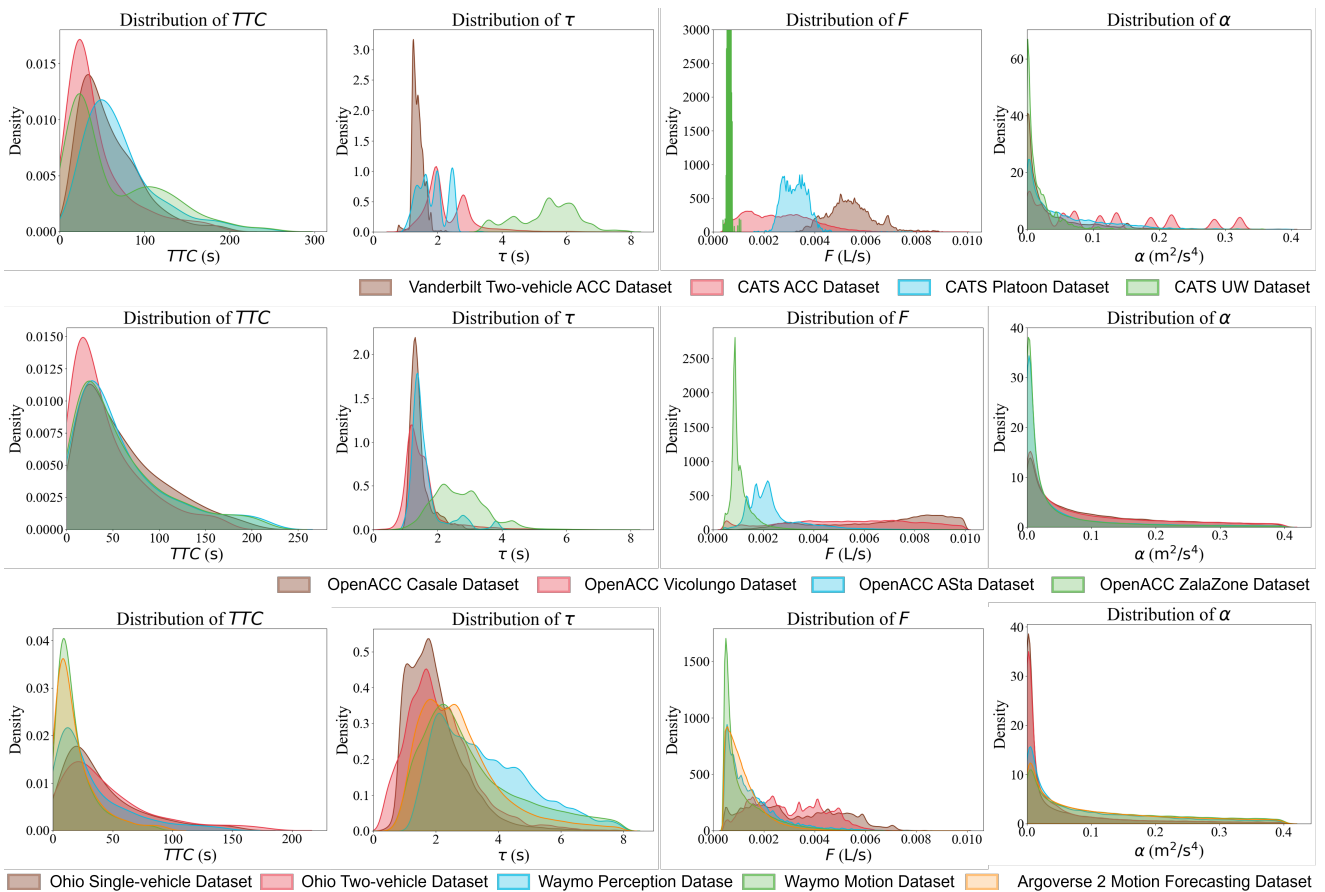 Distribution of TTC
Density
0.015
0.010
0.005
0.000
0
100
200
300
TTC (s)
Distribution of τ
Density
3.0
2.5
2.0
1.5
1.0
0.5
0.0
0
2
4
6
8
τ (s)
Distribution of F
Density
3000
2500
2000
1500
1000
500
0
0.000
0.002
0.004
0.006
0.008
0.010
F (L/s)
Distribution of α
Density
60
40
20
0
0.0
0.1
0.2
0.3
0.4
α (m²/s⁴)
Vanderbilt Two-vehicle ACC Dataset
CATS ACC Dataset
CATS Platoon Dataset
CATS UW Dataset
Distribution of TTC
Density
0.0150
0.0125
0.0100
0.0075
0.0050
0.0025
0.0000
0
50
100
150
200
250
TTC (s)
Distribution of τ
Density
2.0
1.5
1.0
0.5
0.0
0
2
4
6
8
τ (s)
Distribution of F
Density
2500
2000
1500
1000
500
0
0.000
0.002
0.004
0.006
0.008
0.010
F (L/s)
Distribution of α
Density
40
30
20
10
0
0.0
0.1
0.2
0.3
0.4
α (m²/s⁴)
OpenACC Casale Dataset
OpenACC Vicolungo Dataset
OpenACC ASta Dataset
OpenACC ZalaZone Dataset
Distribution of TTC
Density
0.04
0.03
0.02
0.01
0.00
0
50
100
150
200
TTC (s)
Distribution of τ
Density
0.5
0.4
0.3
0.2
0.1
0.0
0
2
4
6
8
τ (s)
Distribution of F
Density
1500
1000
500
0
0.000
0.002
0.004
0.006
0.008
0.010
F (L/s)
Distribution of α
Density
40
30
20
10
0
0.0
0.1
0.2
0.3
0.4
α (m²/s⁴)
Ohio Single-vehicle Dataset
Ohio Two-vehicle Dataset
Waymo Perception Datase
Waymo Motion Dataset
Argoverse 2 Motion Forecasting Dataset